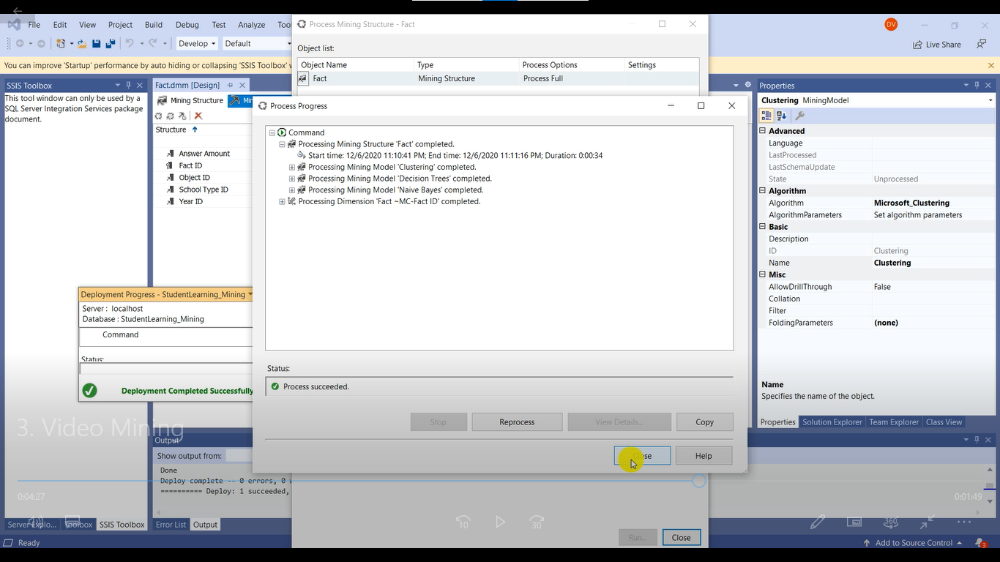 File Edit View Project Build Debug Test Analyze
Process Mining Structure - Fact
DV
Develop
Default
Live Share
You can improve 'Startup' performance by auto hiding or collapsing 'SSIS Toolbox'
Object list:
Object Name Type Process Options Settings
Fact Mining Structure Process Full
SSIS Toolbox
This tool window can only be used by a
SQL Server Integration Services package
document.
Fact.dmm [Design]
Mining Structure
Structure
Answer Amount
Fact ID
Object ID
School Type ID
Year ID
Process Progress
Command
Processing Mining Structure 'Fact' completed.
Start time: 12/6/2020 11:10:41 PM; End time: 12/6/2020 11:11:16 PM; Duration: 0:00:34
Processing Mining Model 'Clustering' completed.
Processing Mining Model 'Decision Trees' completed.
Processing Mining Model 'Naive Bayes' completed.
Processing Dimension 'Fact ~MC-Fact ID' completed.
Status:
Process succeeded.
Stop Reprocess View Details... Copy
Close Help
Deployment Progress - StudentLearning_Mining
Server : localhost
Database : StudentLearning_Mining
Command
Status:
Deployment Completed Successfully
3. Video Mining
Properties
Clustering MiningModel
Advanced
Language
LastProcessed
LastSchemaUpdate
State Unprocessed
Algorithm
Algorithm Microsoft_Clustering
AlgorithmParameters Set algorithm parameters
Basic
Description
ID Clustering
Name Clustering
Misc
AllowDrillThrough False
Collation
Filter
FoldingParameters (none)
Name
Specifies the name of the object.
Properties Solution Explorer Team Explorer Class View
Output
Show output from:
Done
Deploy complete -- 0 errors, 0
========== Deploy: 1 succeeded,
0:04:27
0:01:49
10 30 360
Server Explo... Toolbox SSIS Toolbox Error List Output
Run... Close
Ready
Add to Source Control
3